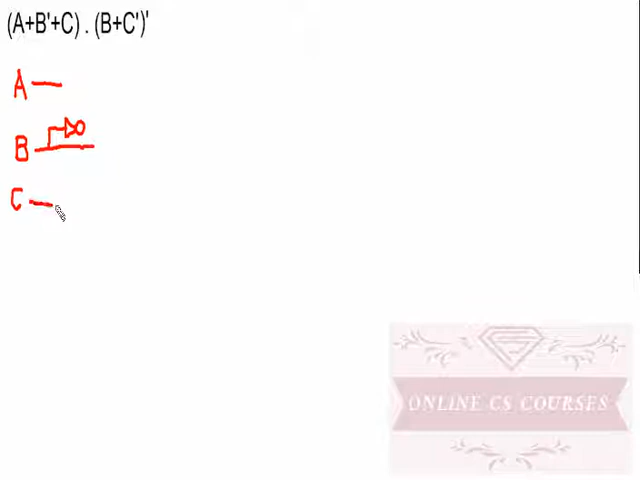 (A+B'+C) . (B+C')'
A
B
C
ONLINE CS COURSES